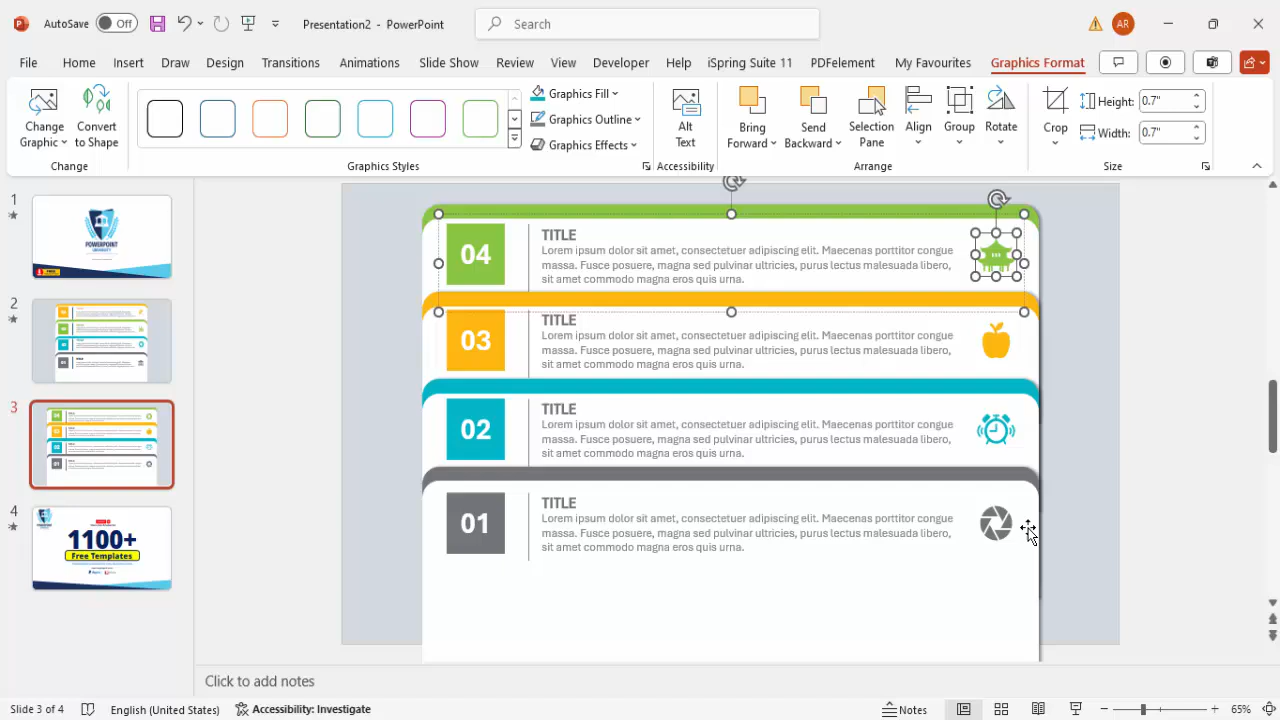 AutoSave Off Presentation2 - PowerPoint Search AR
File Home Insert Draw Design Transitions Animations Slide Show Review View Developer Help iSpring Suite 11 PDFelement My Favourites Graphics Format
Change Graphic
Convert to Shape
Change
Graphics Styles
Graphics Fill
Graphics Outline
Graphics Effects
Alt Text
Accessibility
Bring Forward
Send Backward
Selection Pane
Align
Group
Rotate
Arrange
Crop
Height: 0.7"
Width: 0.7"
Size
1
2
3
4
POWERPOINT
1100+
Free Templates
04
TITLE
Lorem ipsum dolor sit amet, consectetuer adipiscing elit. Maecenas porttitor congue
massa. Fusce posuere, magna sed pulvinar ultricies, purus lectus malesuada libero,
sit amet commodo magna eros quis urna.
03
TITLE
Lorem ipsum dolor sit amet, consectetuer adipiscing elit. Maecenas porttitor congue
massa. Fusce posuere, magna sed pulvinar ultricies, purus lectus malesuada libero,
sit amet commodo magna eros quis urna.
02
TITLE
Lorem ipsum dolor sit amet, consectetuer adipiscing elit. Maecenas porttitor congue
massa. Fusce posuere, magna sed pulvinar ultricies, purus lectus malesuada libero,
sit amet commodo magna eros quis urna.
01
TITLE
Lorem ipsum dolor sit amet, consectetuer adipiscing elit. Maecenas porttitor congue
massa. Fusce posuere, magna sed pulvinar ultricies, purus lectus malesuada libero,
sit amet commodo magna eros quis urna.
Click to add notes
Slide 3 of 4 English (United States) Accessibility: Investigate Notes 65%